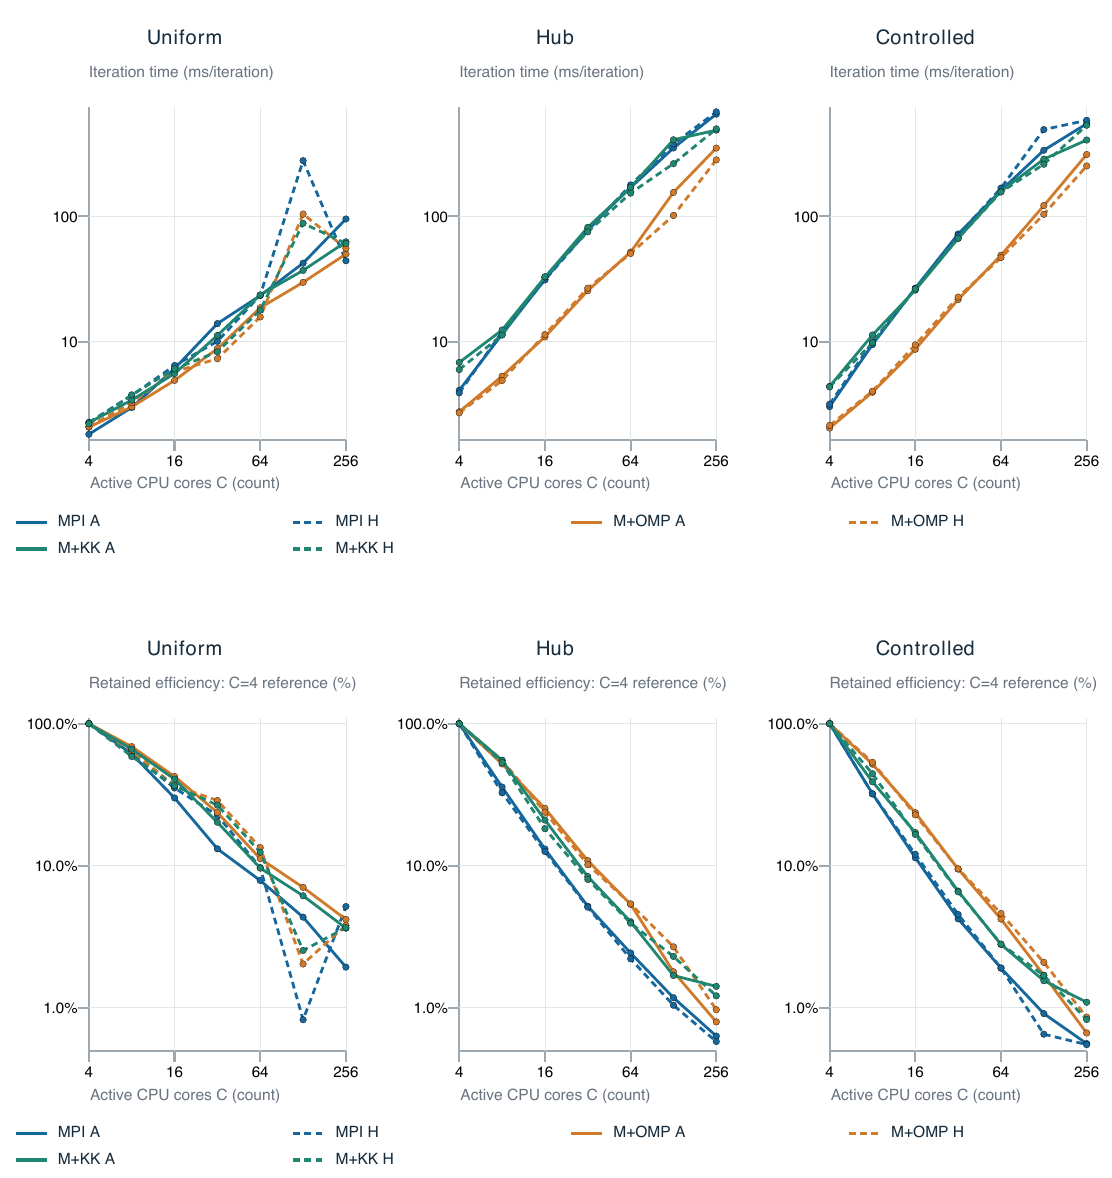 Uniform
Hub
Controlled
Iteration time (ms/iteration)
Iteration time (ms/iteration)
Iteration time (ms/iteration)
100
100
100
10
10
10
4 16 64 256
4 16 64 256
4 16 64 256
Active CPU cores C (count)
Active CPU cores C (count)
Active CPU cores C (count)
MPI A
MPI H
M+OMP A
M+OMP H
M+KK A
M+KK H
Uniform
Hub
Controlled
Retained efficiency: C=4 reference (%)
Retained efficiency: C=4 reference (%)
Retained efficiency: C=4 reference (%)
100.0%
100.0%
100.0%
10.0%
10.0%
10.0%
1.0%
1.0%
1.0%
4 16 64 256
4 16 64 256
4 16 64 256
Active CPU cores C (count)
Active CPU cores C (count)
Active CPU cores C (count)
MPI A
MPI H
M+OMP A
M+OMP H
M+KK A
M+KK H